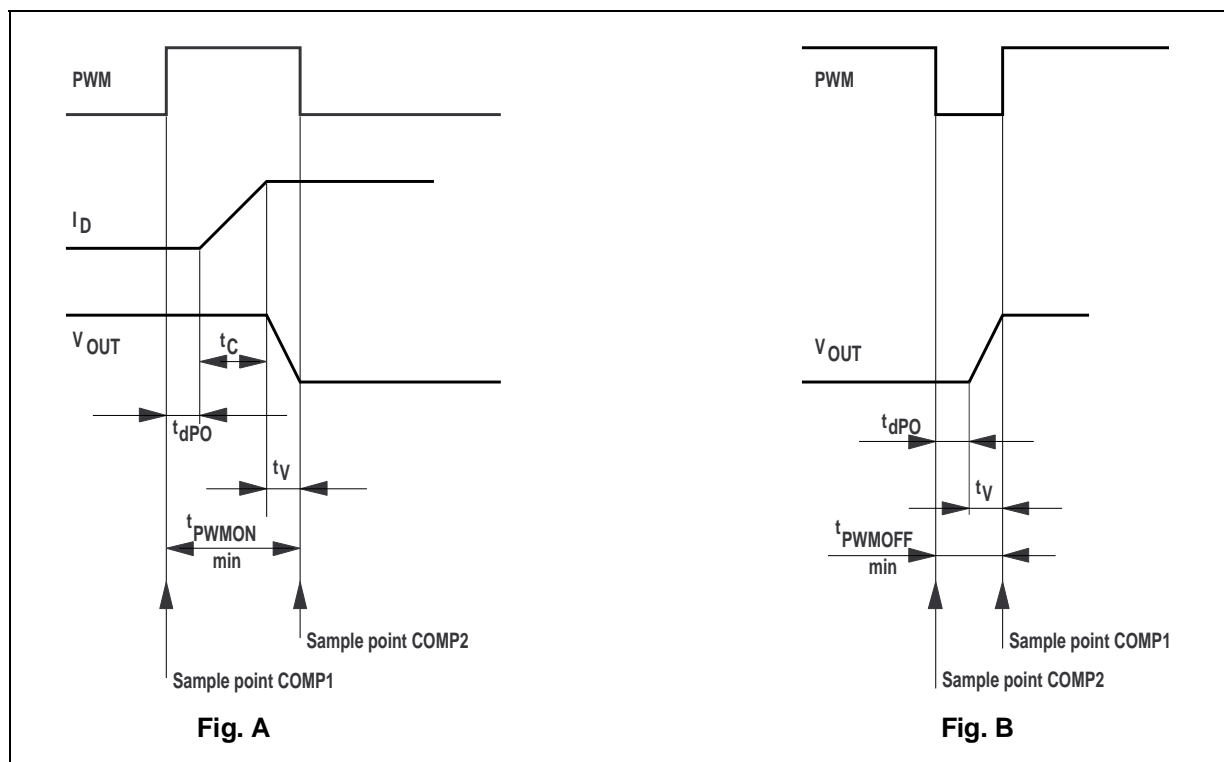 PWM
I D
V OUT
t C
t dPO
t V
t PWMON
min
Sample point COMP2
Sample point COMP1
Fig. A
PWM
V OUT
t dPO
t V
t PWMOFF
min
Sample point COMP1
Sample point COMP2
Fig. B